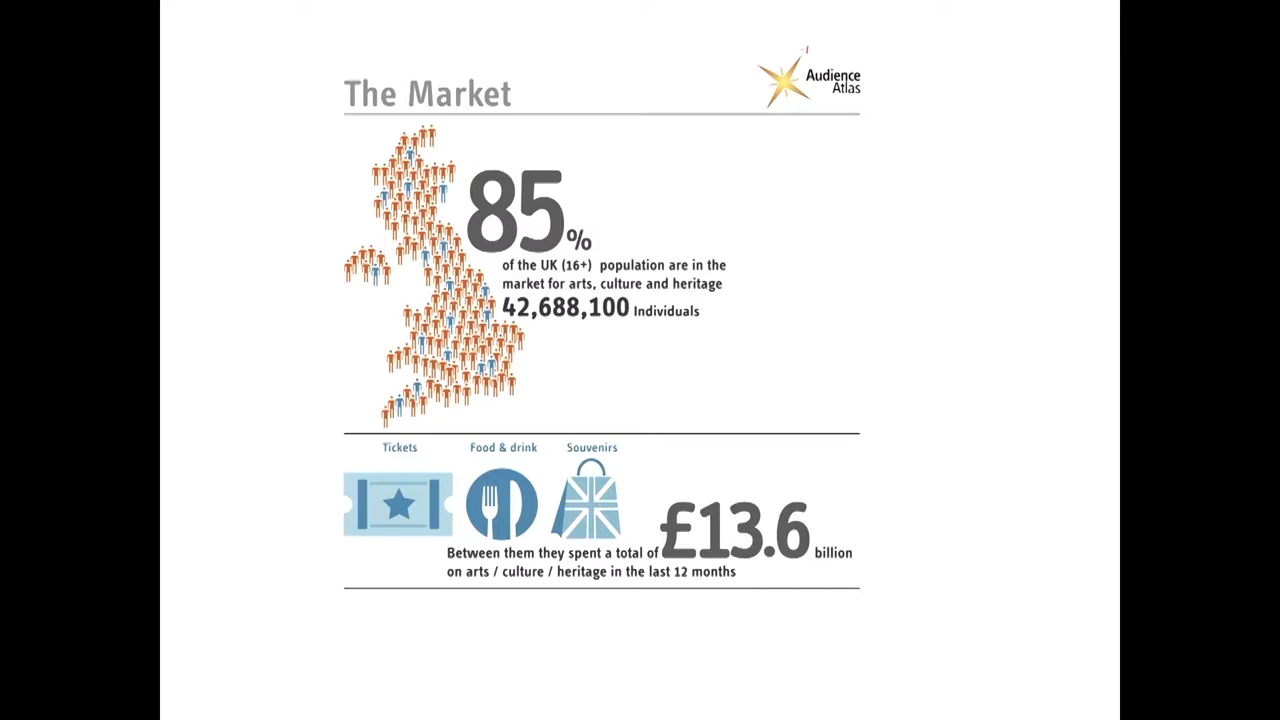 The Market
Audience
Atlas
85%
of the UK (16+) population are in the
market for arts, culture and heritage
42,688,100 Individuals
Tickets
Food & drink
Souvenirs
Between them they spent a total of £13.6 billion
on arts / culture / heritage in the last 12 months